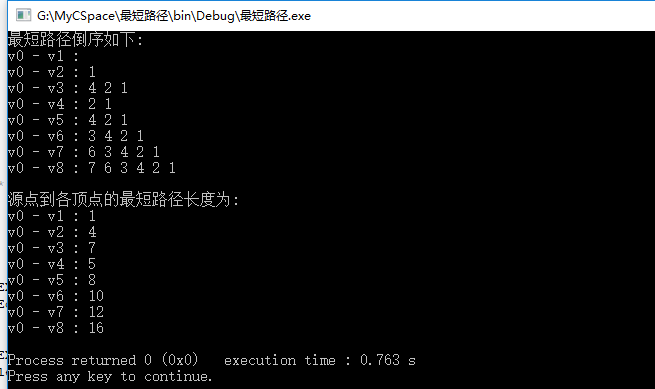 G:\MyCSpace\最短路径\bin\Debug\最短路径.exe
最短路径倒序如下:
v0 - v1 :
v0 - v2 : 1
v0 - v3 : 4 2 1
v0 - v4 : 2 1
v0 - v5 : 4 2 1
v0 - v6 : 3 4 2 1
v0 - v7 : 6 3 4 2 1
v0 - v8 : 7 6 3 4 2 1
源点到各顶点的最短路径长度为:
v0 - v1 : 1
v0 - v2 : 4
v0 - v3 : 7
v0 - v4 : 5
v0 - v5 : 8
v0 - v6 : 10
v0 - v7 : 12
v0 - v8 : 16
Process returned 0 (0x0)   execution time : 0.763 s
Press any key to continue.